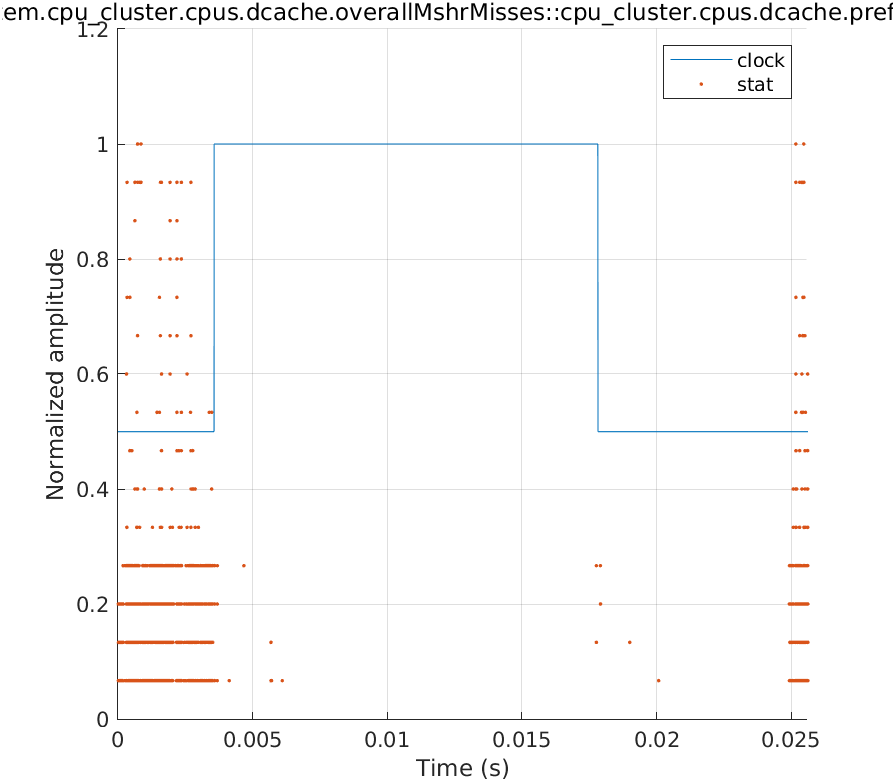 em.cpu_cluster.cpus.dcache.overallMshrMisses::cpu_cluster.cpus.dcache.pref
1.2
clock
stat
1
0.8
0.6
0.4
0.2
0
Normalized amplitude
0 0.005 0.01 0.015 0.02 0.025
Time (s)